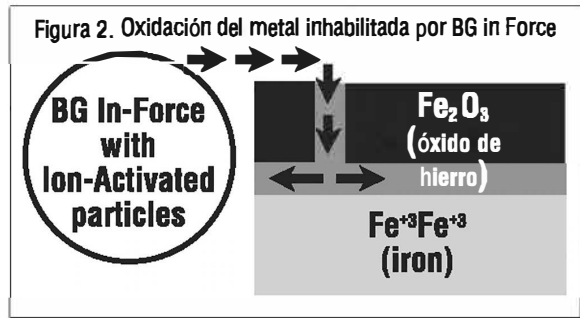 Figura 2. Oxidación del metal inhabilitada por BG in Force
BG In-Force
with
Ion-Activated
particles
Fe₂O₃
(óxido de
hierro)
Fe⁺³Fe⁺³
(iron)